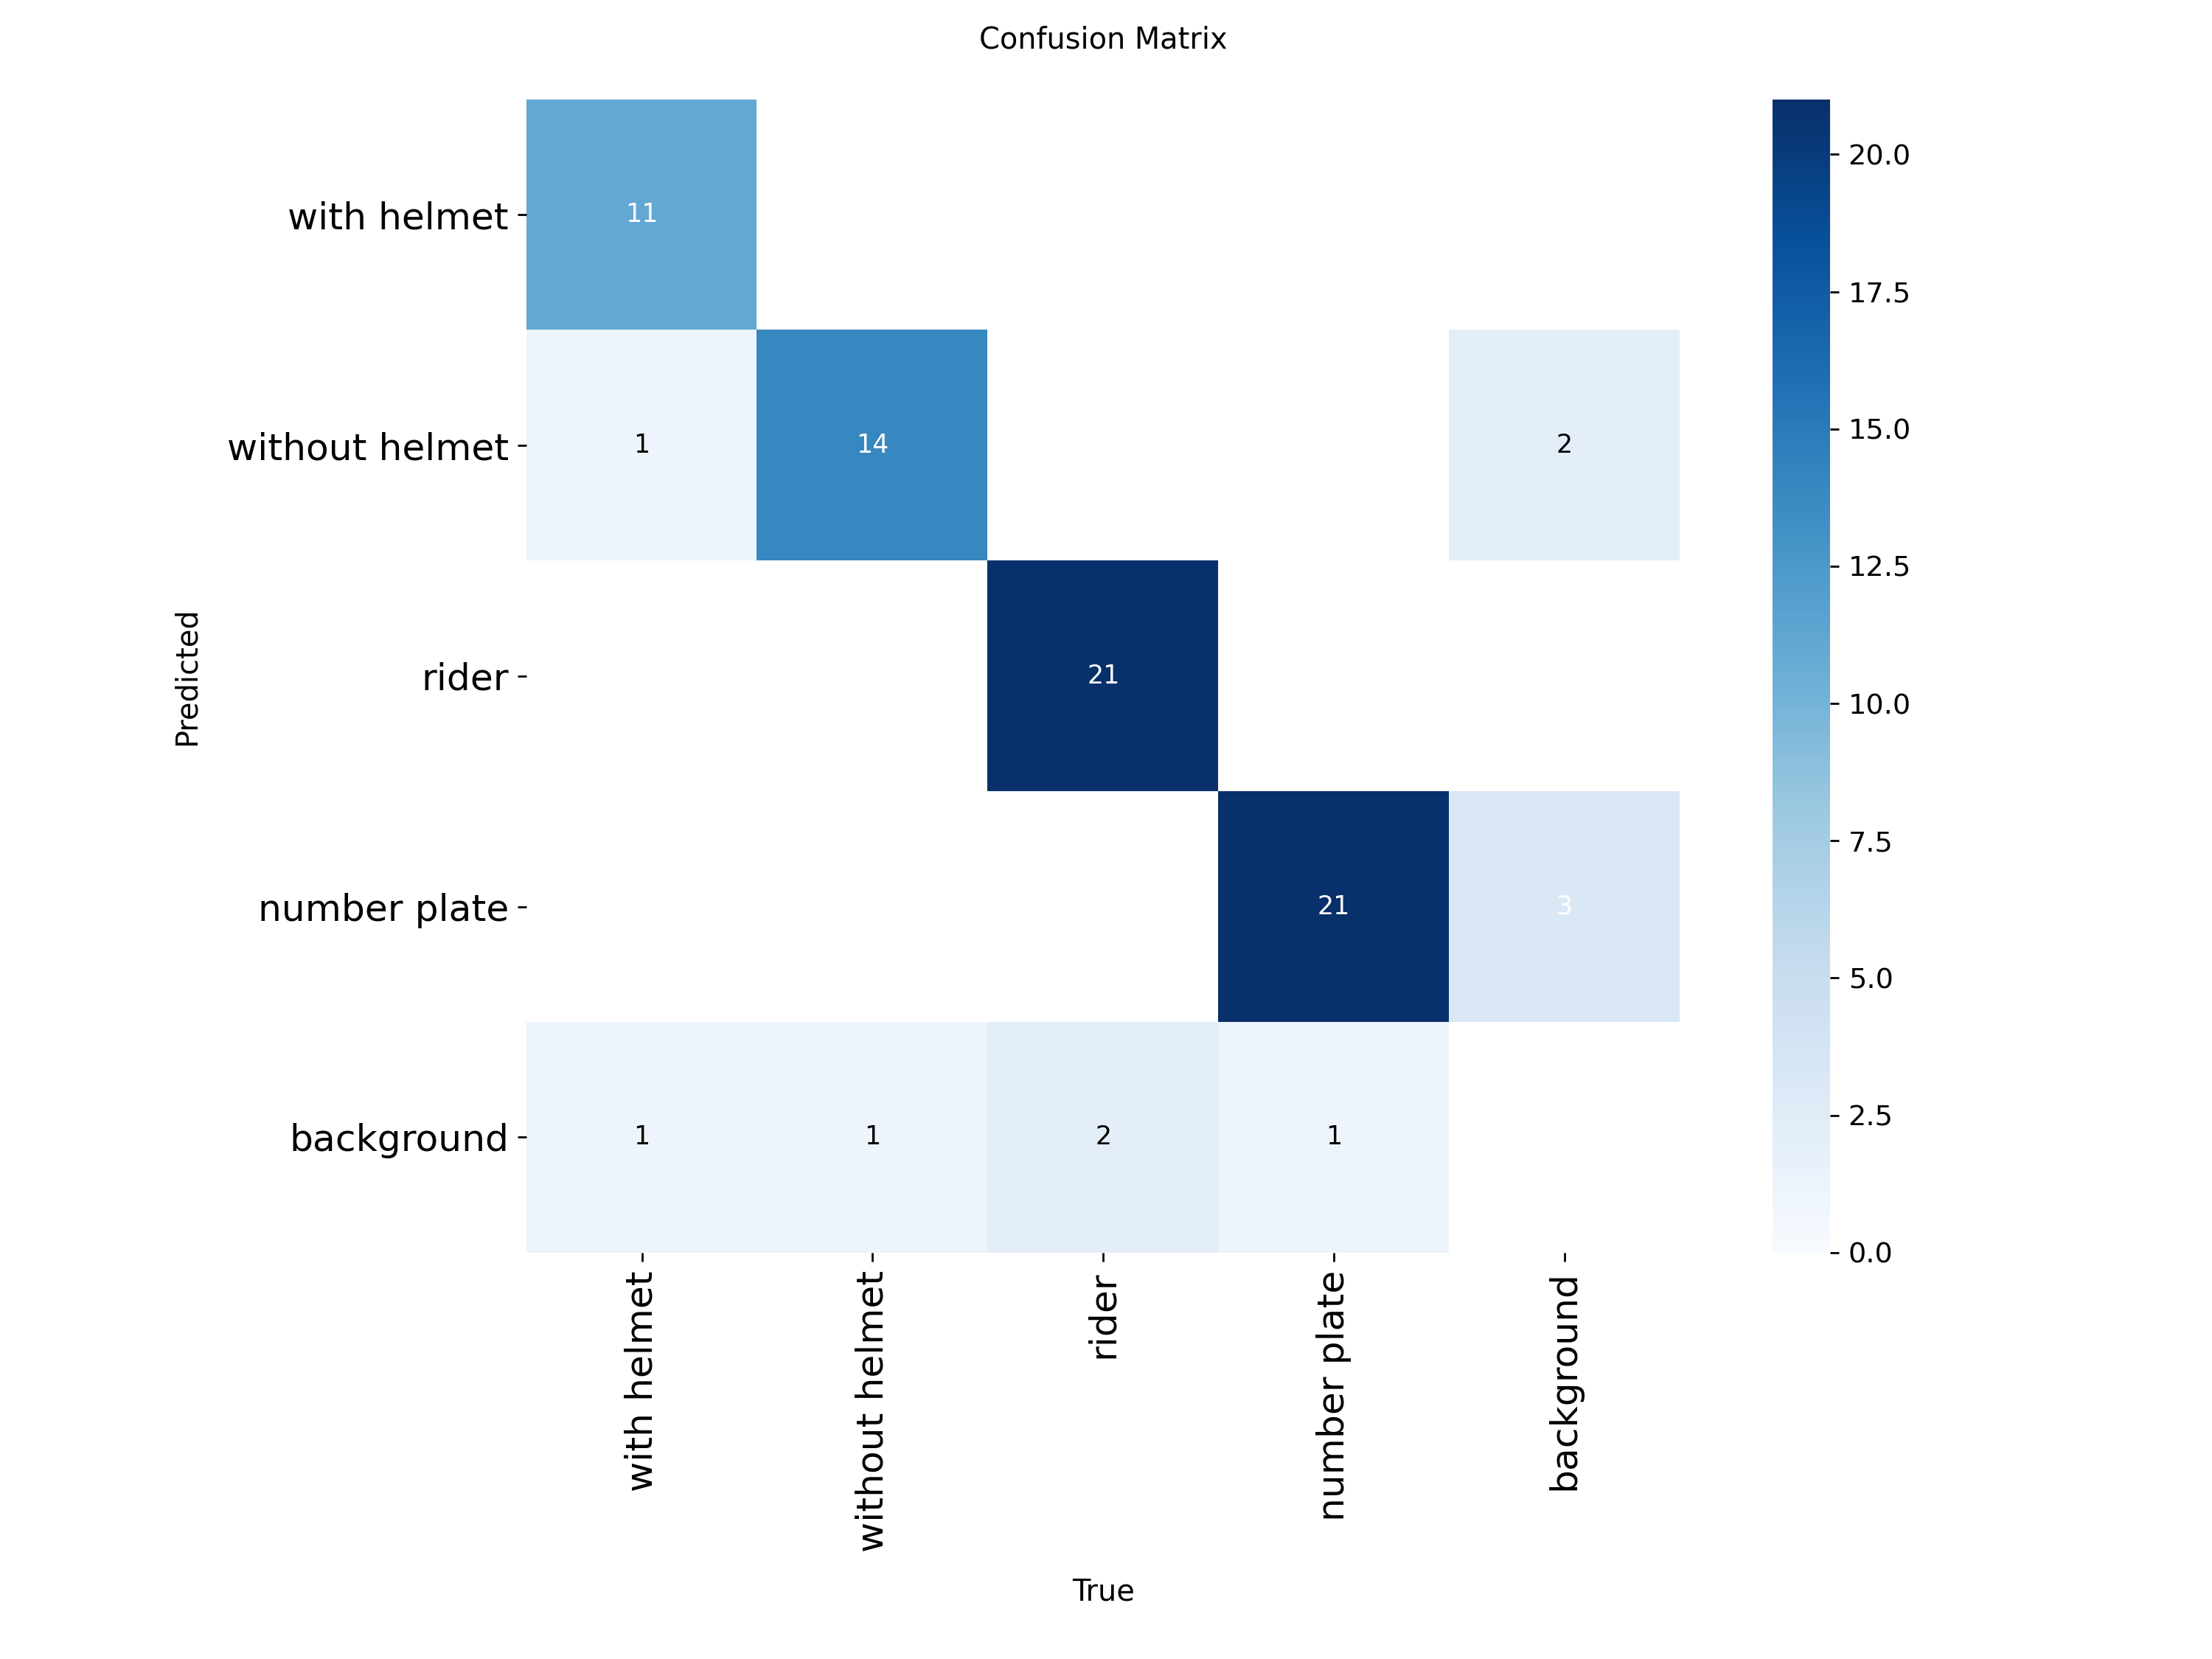 Confusion Matrix
with helmet
11
without helmet
1
14
2
rider
21
number plate
21
3
background
1
1
2
1
Predicted
with helmet
without helmet
rider
number plate
background
True
20.0
17.5
15.0
12.5
10.0
7.5
5.0
2.5
0.0